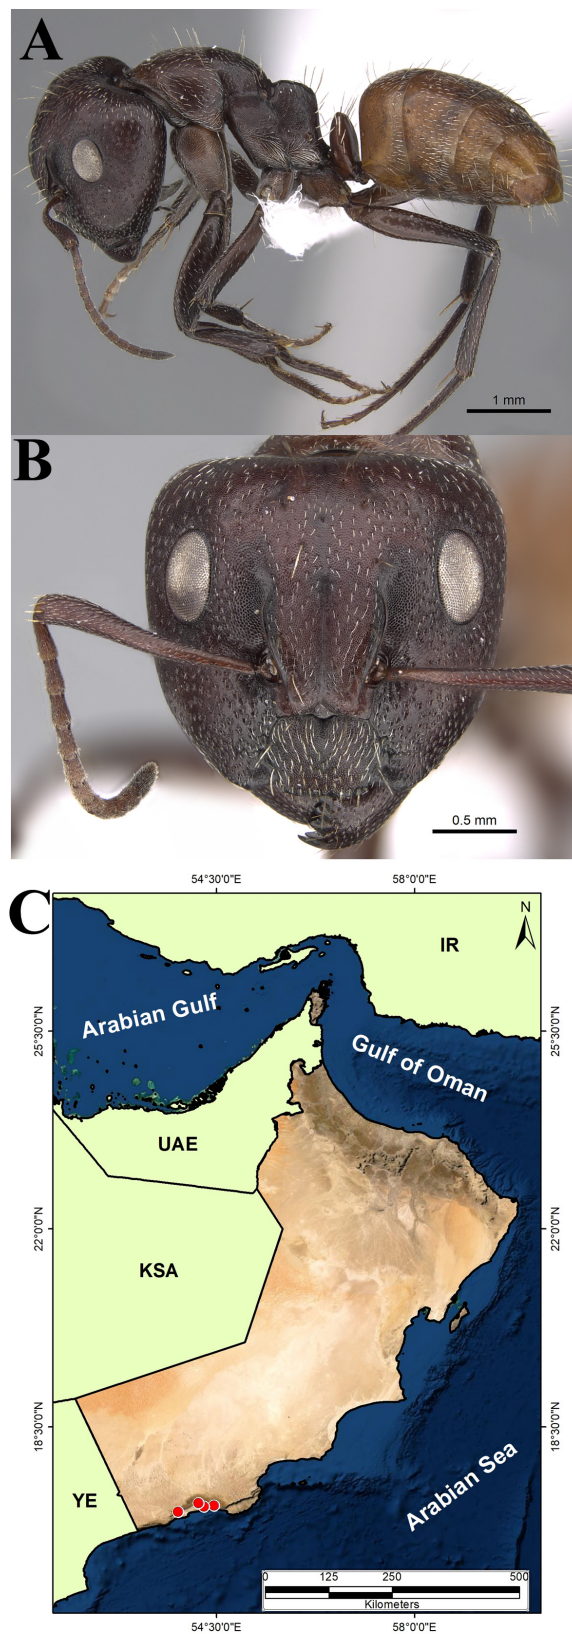 A
1 mm
B
0.5 mm
C
54°30'0"E
58°0'0"E
N
IR
25°30'0"N
25°30'0"N
Arabian Gulf
Gulf of Oman
UAE
22°0'0"N
22°0'0"N
KSA
18°30'0"N
18°30'0"N
YE
Arabian Sea
0 125 250 500
Kilometers
54°30'0"E
58°0'0"E